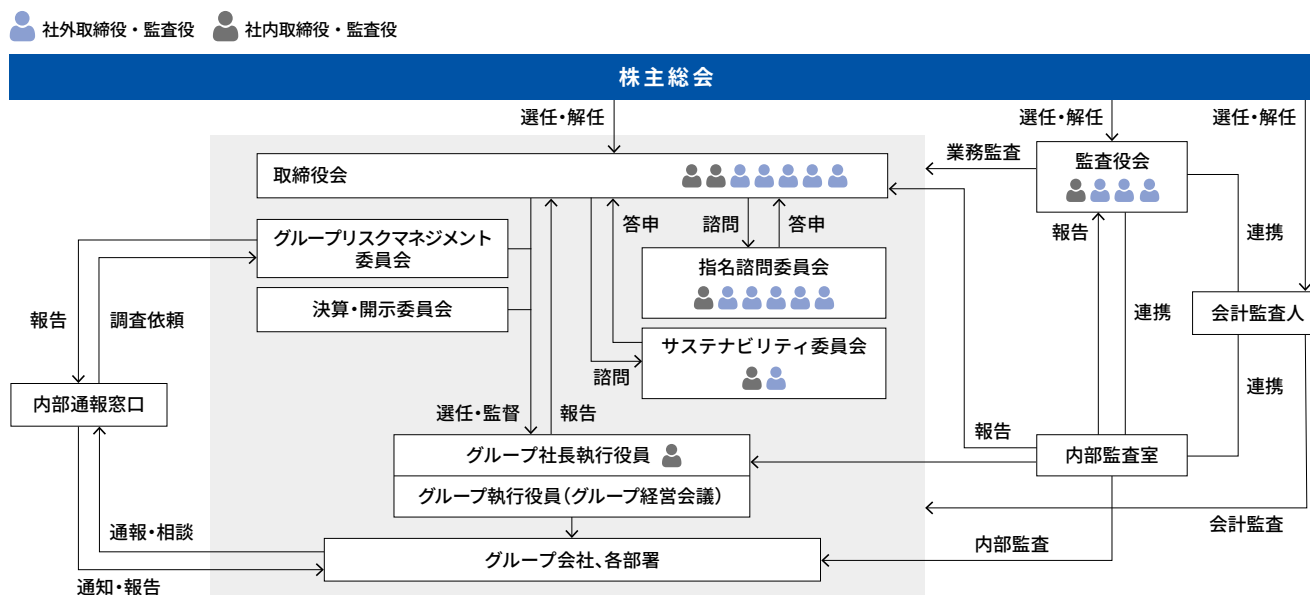 社外取締役・監査役
社内取締役・監査役
株主総会
選任・解任
選任・解任
選任・解任
取締役会
業務監査
監査役会
答申
諮問
答申
報告
連携
グループリスクマネジメント
委員会
指名諮問委員会
決算・開示委員会
報告
調査依頼
連携
会計監査人
サステナビリティ委員会
諮問
内部通報窓口
連携
選任・監督
報告
報告
グループ社長執行役員
内部監査室
グループ執行役員（グループ経営会議）
会計監査
通報・相談
内部監査
グループ会社、各部署
通知・報告